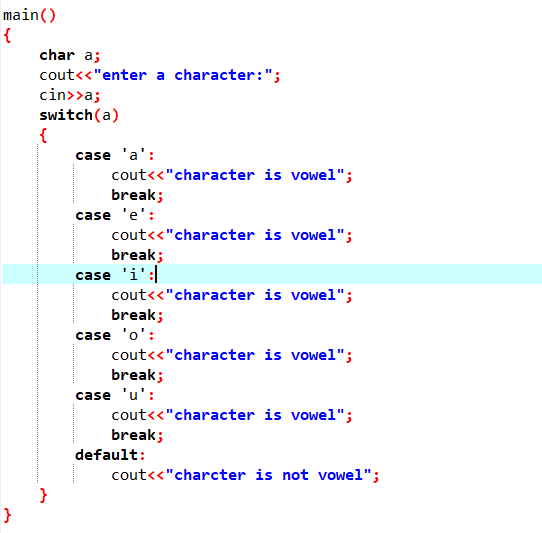 main()
{
char a;
cout<<"enter a character:";
cin>>a;
switch(a)
{
case 'a':
cout<<"character is vowel";
break;
case 'e':
cout<<"character is vowel";
break;
case 'i':
cout<<"character is vowel";
break;
case 'o':
cout<<"character is vowel";
break;
case 'u':
cout<<"character is vowel";
break;
default:
cout<<"charcter is not vowel";
}
}